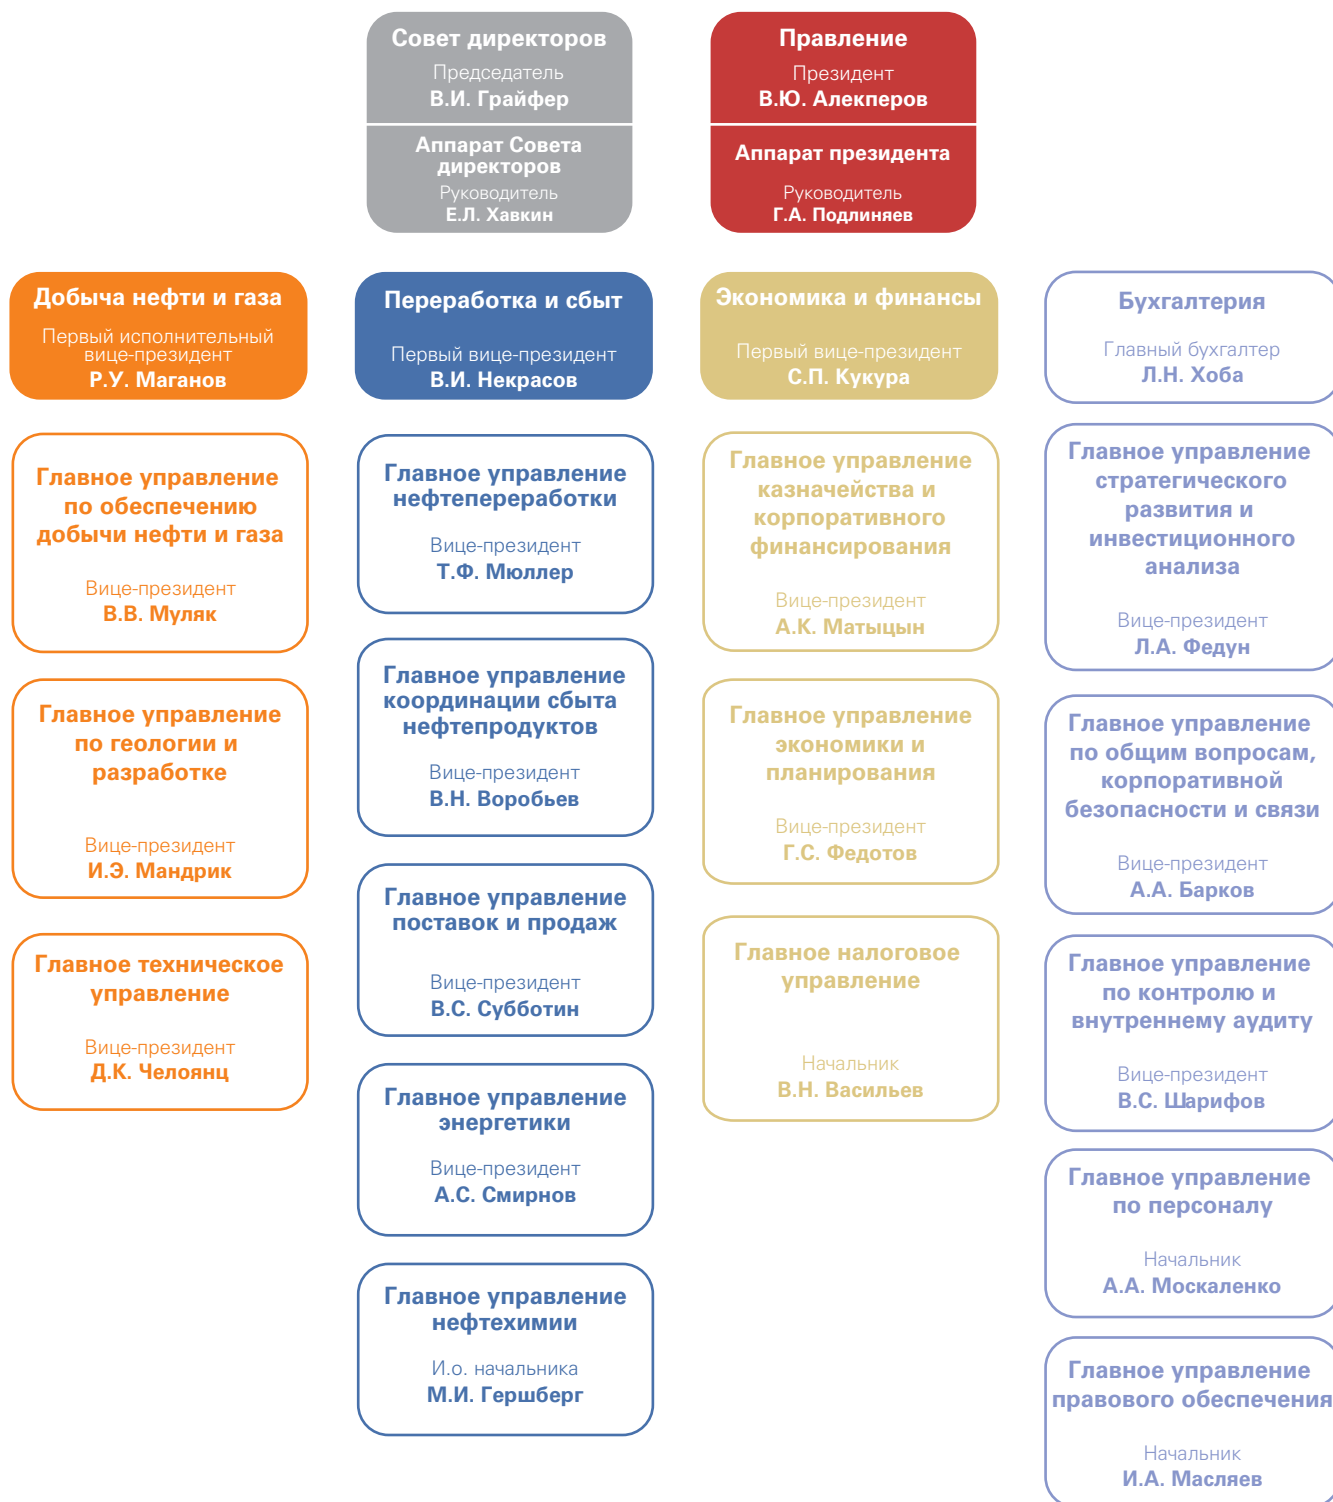 Совет директоров
Председатель
В.И. Грайфер
Аппарат Совета
директоров
Руководитель
Е.Л. Хавкин
Правление
Президент
В.Ю. Алекперов
Аппарат президента
Руководитель
Г.А. Подлиняев
Добыча нефти и газа
Первый исполнительный
вице-президент
Р.У. Маганов
Главное управление
по обеспечению
добычи нефти и газа
Вице-президент
В.В. Муляк
Главное управление
по геологии и
разработке
Вице-президент
И.Э. Мандрик
Главное техническое
управление
Вице-президент
Д.К. Челоянц
Переработка и сбыт
Первый вице-президент
В.И. Некрасов
Главное управление
нефтепереработки
Вице-президент
Т.Ф. Мюллер
Главное управление
координации сбыта
нефтепродуктов
Вице-президент
В.Н. Воробьев
Главное управление
поставок и продаж
Вице-президент
В.С. Субботин
Главное управление
энергетики
Вице-президент
А.С. Смирнов
Главное управление
нефтехимии
И.о. начальника
М.И. Гершберг
Экономика и финансы
Первый вице-президент
С.П. Кукура
Главное управление
казначейства и
корпоративного
финансирования
Вице-президент
А.К. Матыцын
Главное управление
экономики и
планирования
Вице-президент
Г.С. Федотов
Главное налоговое
управление
Начальник
В.Н. Васильев
Бухгалтерия
Главный бухгалтер
Л.Н. Хоба
Главное управление
стратегического
развития и
инвестиционного
анализа
Вице-президент
Л.А. Федун
Главное управление
по общим вопросам,
корпоративной
безопасности и связи
Вице-президент
А.А. Барков
Главное управление
по контролю и
внутреннему аудиту
Вице-президент
В.С. Шарифов
Главное управление
по персоналу
Начальник
А.А. Москаленко
Главное управление
правового обеспечения
Начальник
И.А. Масляев